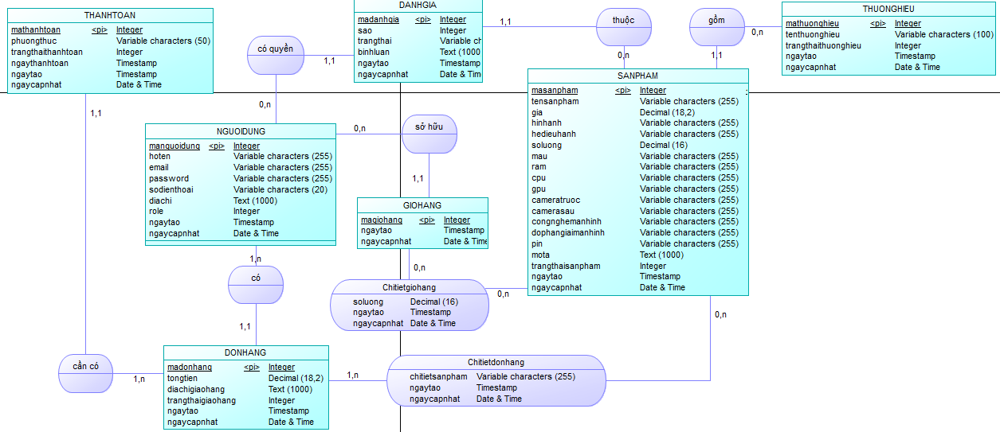 THANHTOAN
mathanhtoan <pi> Integer
phuongthuc Variable characters (50)
trangthaithanhtoan Integer
ngaythanhtoan Timestamp
ngaytao Timestamp
ngaycapnhat Date & Time
có quyền
1,1
0,n
DANHGIA
madanhgia <pi> Integer
sao Integer
trangthai Variable ch
binhluan Text (1000
ngaytao Timestamp
ngaycapnhat Date & Tim
1,1
thuộc
0,n
gồm
0,n
1,1
THUONGHIEU
mathuonghieu <pi> Integer
tenthuonghieu Variable characters (100)
trangthaithuonghieu Integer
ngaytao Timestamp
ngaycapnhat Date & Time
1,1
NGUOIDUNG
manguoidung <pi> Integer
hoten Variable characters (255)
email Variable characters (255)
password Variable characters (255)
sodienthoai Variable characters (20)
diachi Text (1000)
role Integer
ngaytao Timestamp
ngaycapnhat Date & Time
0,n
sở hữu
1,1
GIOHANG
magiohang <pi> Integer
ngaytao Timestamp
ngaycapnhat Date & Tim
0,n
SANPHAM
masanpham <pi> Integer
tensanpham Variable characters (255)
gia Decimal (18,2)
hinhanh Variable characters (255)
hedieuhanh Variable characters (255)
soluong Decimal (16)
mau Variable characters (255)
ram Variable characters (255)
cpu Variable characters (255)
gpu Variable characters (255)
cameratruoc Variable characters (255)
camerasau Variable characters (255)
congnghemanhinh Variable characters (255)
dophangiaimanhinh Variable characters (255)
pin Variable characters (255)
mota Text (1000)
trangthaisanpham Integer
ngaytao Timestamp
ngaycapnhat Date & Time
1,n
có
1,1
Chitietgiohang
soluong Decimal (16)
ngaytao Timestamp
ngaycapnhat Date & Time
0,n
0,n
cần có
1,n
DONHANG
madonhang <pi> Integer
tongtien Decimal (18,2)
diachigiaohang Text (1000)
trangthaigiaohang Integer
ngaytao Timestamp
ngaycapnhat Date & Time
1,n
Chitietdonhang
chitietsanpham Variable characters (255)
ngaytao Timestamp
ngaycapnhat Date & Time